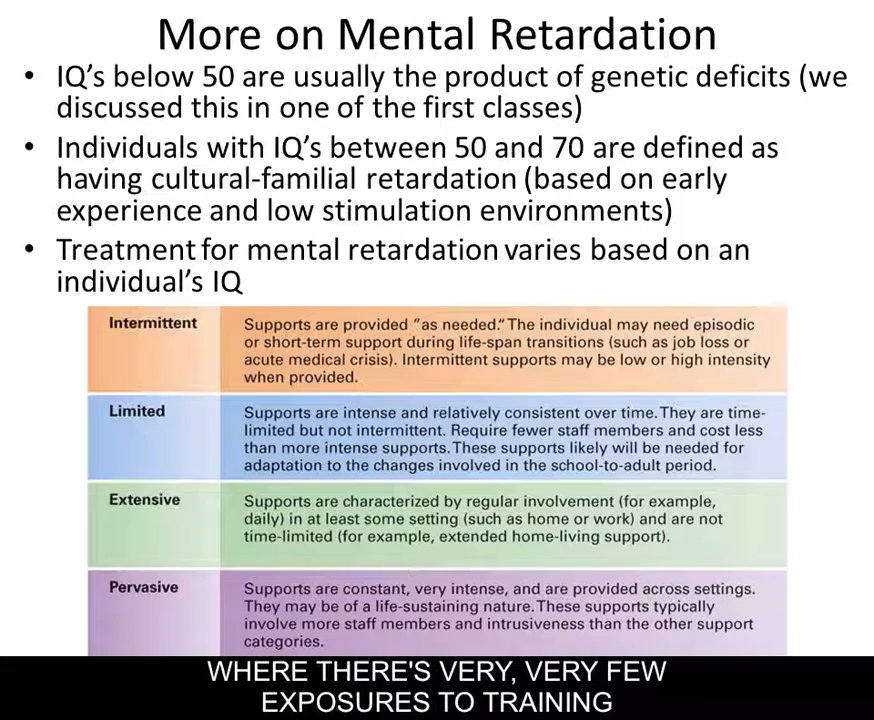 More on Mental Retardation
• IQ's below 50 are usually the product of genetic deficits (we
discussed this in one of the first classes)
• Individuals with IQ's between 50 and 70 are defined as
having cultural-familial retardation (based on early
experience and low stimulation environments)
• Treatment for mental retardation varies based on an
individual's IQ
Intermittent
Supports are provided "as needed." The individual may need episodic
or short-term support during life-span transitions (such as job loss or
acute medical crisis). Intermittent supports may be low or high intensity
when provided.
Limited
Supports are intense and relatively consistent over time. They are time-
limited but not intermittent. Require fewer staff members and cost less
than more intense supports. These supports likely will be needed for
adaptation to the changes involved in the school-to-adult period.
Extensive
Supports are characterized by regular involvement (for example,
daily) in at least some setting (such as home or work) and are not
time-limited (for example, extended home-living support).
Pervasive
Supports are constant, very intense, and are provided across settings.
They may be of a life-sustaining nature. These supports typically
involve more staff members and intrusiveness than the other support
categories.
WHERE THERE'S VERY, VERY FEW
EXPOSURES TO TRAINING